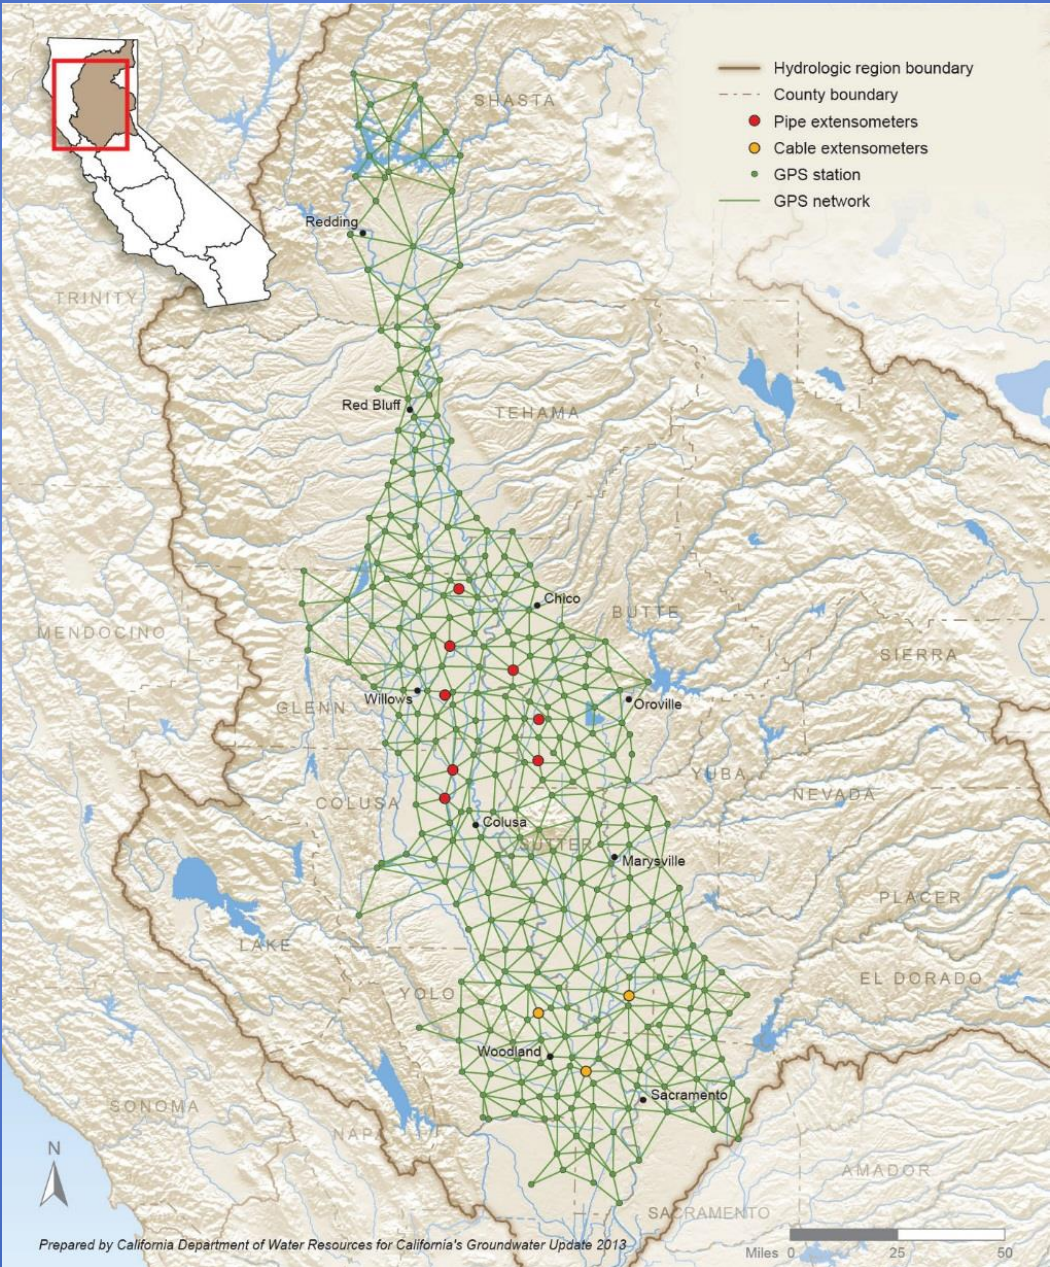 Hydrologic region boundary
County boundary
Pipe extensometers
Cable extensometers
GPS station
GPS network
SHASTA
Redding
TRINITY
Red Bluff
TEHAMA
Chico
BUTTE
MENDOCINO
SIERRA
Willows
Oroville
GLENN
YUBA
NEVADA
COLUSA
Colusa
SUTTER
Marysville
PLACER
LAKE
EL DORADO
YOLO
Woodland
Sacramento
SONOMA
NAPA
N
AMADOR
SACRAMENTO
Prepared by California Department of Water Resources for California's Groundwater Update 2013
Miles 0 25 50